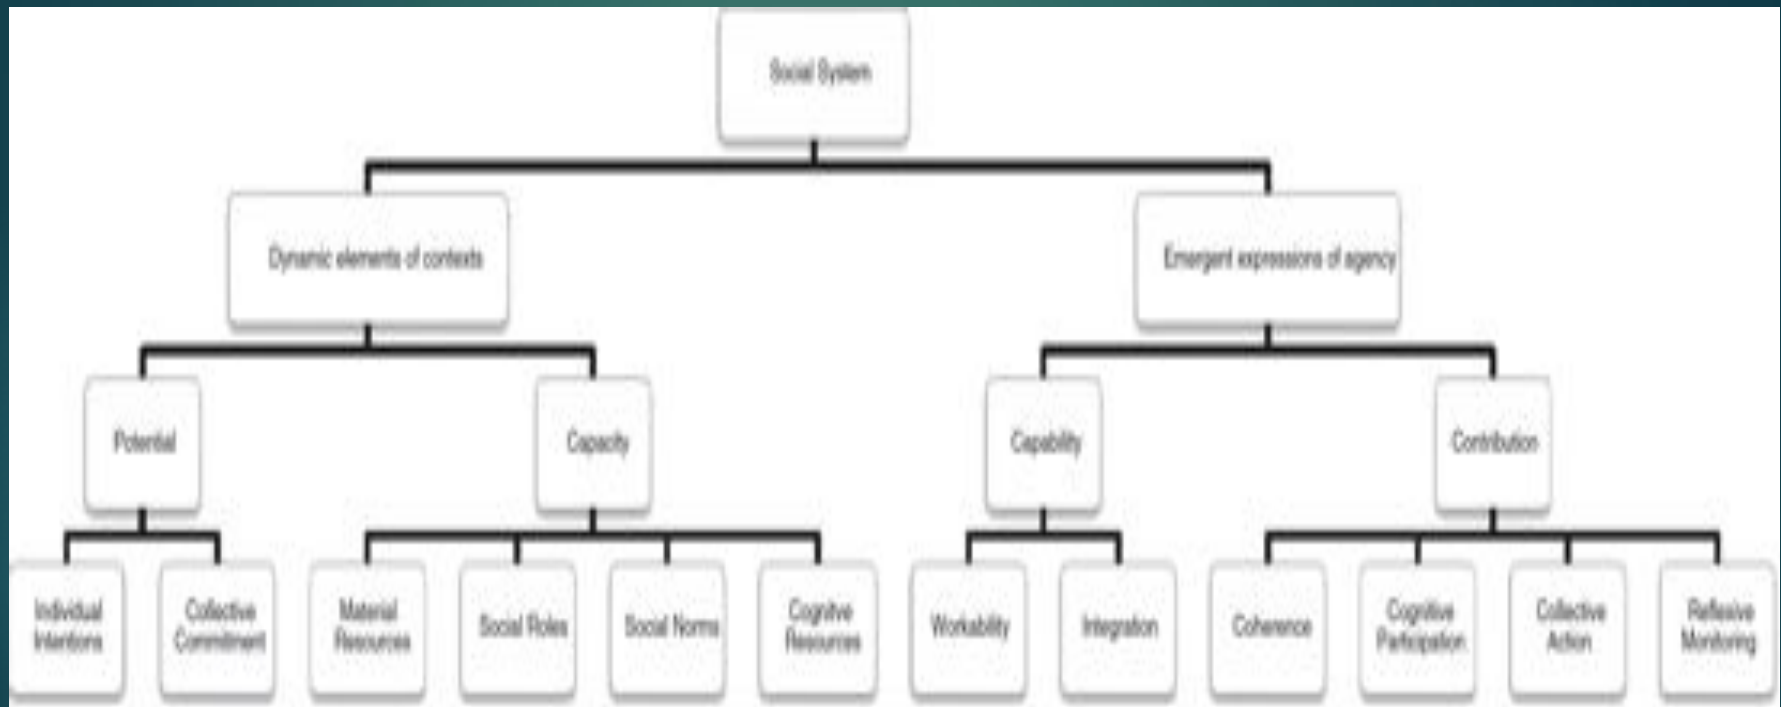 Social System
Dynamic elements of contexts
Emergent expressions of agency
Potential
Capacity
Capability
Contribution
Individual
Intentions
Collective
Commitment
Material
Resources
Social Roles
Social Norms
Cognitve
Resources
Workability
Integration
Coherence
Cognitive
Participation
Collective
Action
Reflexive
Monitoring